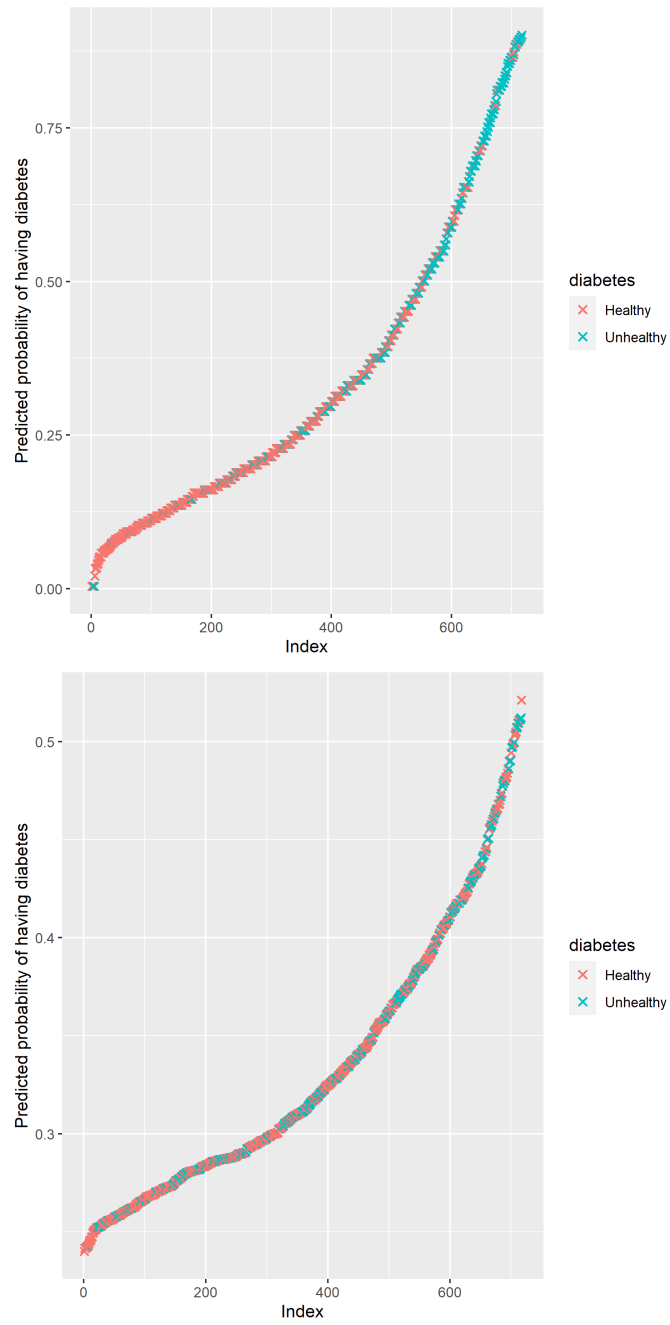 Predicted probability of having diabetes
0.75
0.50
0.25
0.00
0
200
400
600
Index
diabetes
Healthy
Unhealthy
Predicted probability of having diabetes
0.5
0.4
0.3
0
200
400
600
Index
diabetes
Healthy
Unhealthy